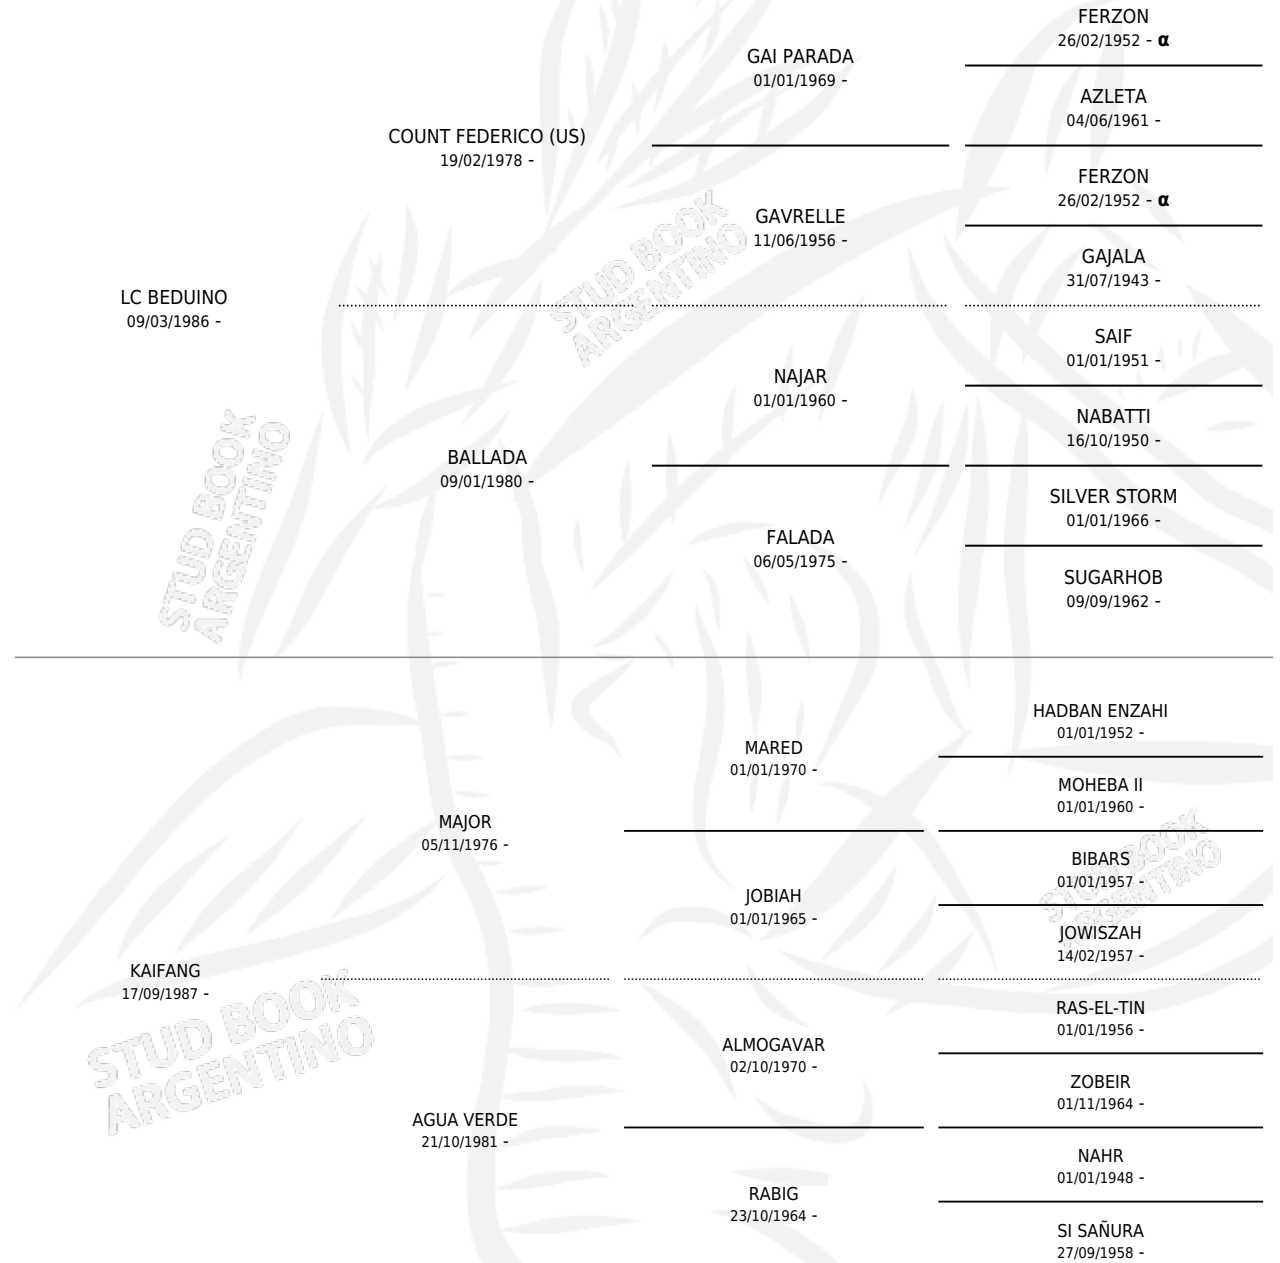 FERZON
26/02/1952 - α
GAI PARADA
01/01/1969 -
AZLETA
04/06/1961 -
COUNT FEDERICO (US)
19/02/1978 -
FERZON
26/02/1952 - α
GAVRELLE
11/06/1956 -
GAJALA
31/07/1943 -
LC BEDUINO
09/03/1986 -
SAIF
01/01/1951 -
NAJAR
01/01/1960 -
NABATTI
16/10/1950 -
BALLADA
09/01/1980 -
SILVER STORM
01/01/1966 -
FALADA
06/05/1975 -
SUGARHOB
09/09/1962 -
HADBAN ENZAHI
01/01/1952 -
MARED
01/01/1970 -
MOHEBA II
01/01/1960 -
MAJOR
05/11/1976 -
BIBARS
01/01/1957 -
JOBIAH
01/01/1965 -
JOWISZAH
14/02/1957 -
KAIFANG
17/09/1987 -
RAS-EL-TIN
01/01/1956 -
ALMOGAVAR
02/10/1970 -
ZOBEIR
01/11/1964 -
AGUA VERDE
21/10/1981 -
NAHR
01/01/1948 -
RABIG
23/10/1964 -
SI SAÑURA
27/09/1958 -
STUD BOOK
ARGENTINO
STUD BOOK
ARGENTINO
STUD BOOK
ARGENTINO
STUD BOOK
ARGENTINO